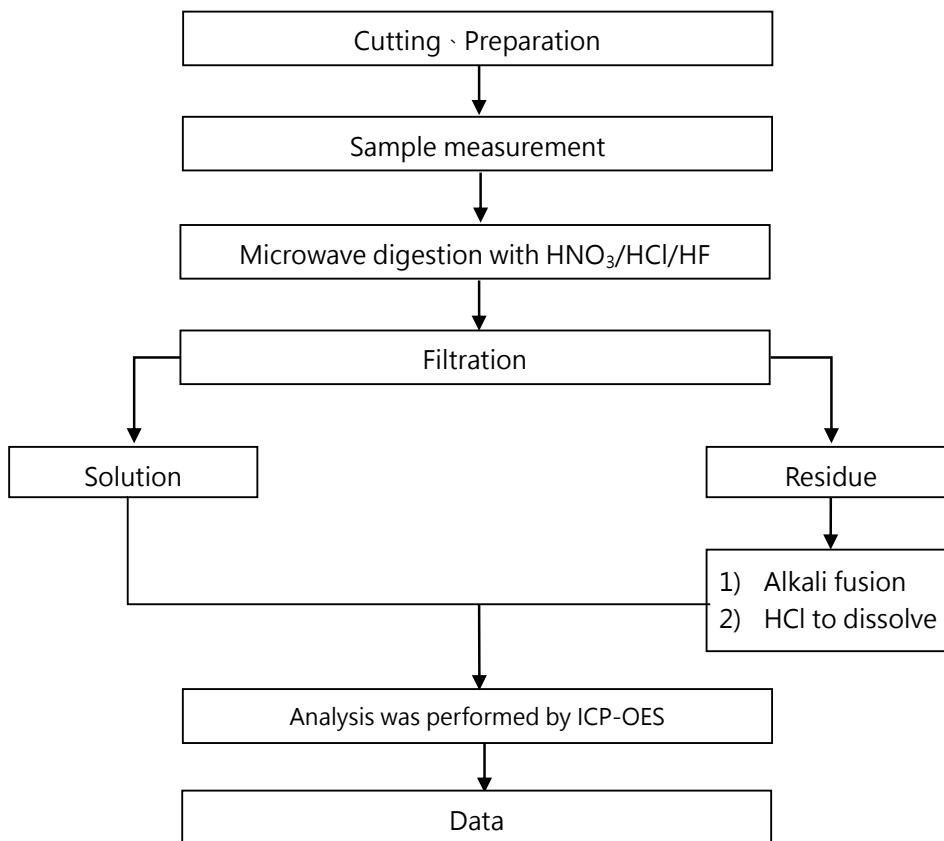 Cutting、Preparation
Sample measurement
Microwave digestion with HNO₃/HCl/HF
Filtration
Solution
Residue
1) Alkali fusion
2) HCl to dissolve
Analysis was performed by ICP-OES
Data